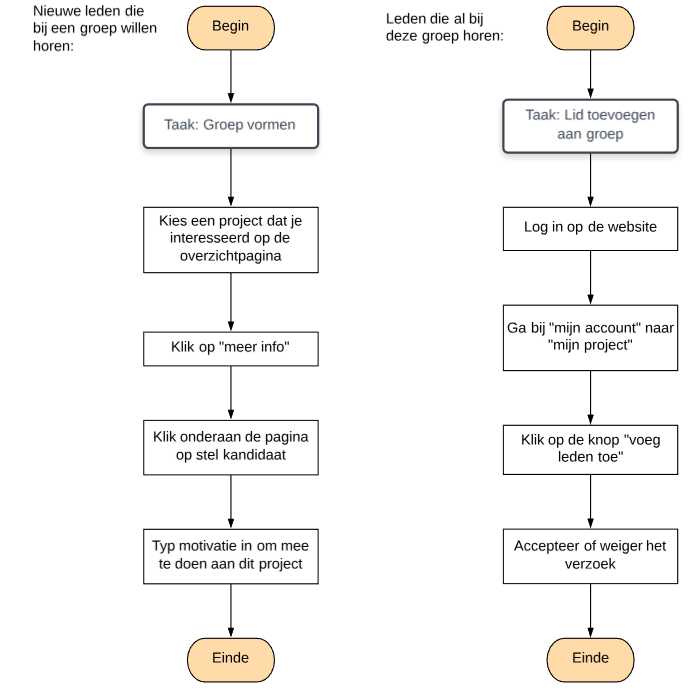 Nieuwe leden die
bij een groep willen
horen:
Begin
Taak: Groep vormen
Kies een project dat je
interesseerd op de
overzichtpagina
Klik op "meer info"
Klik onderaan de pagina
op stel kandidaat
Typ motivatie in om mee
te doen aan dit project
Einde
Leden die al bij
deze groep horen:
Begin
Taak: Lid toevoegen
aan groep
Log in op de website
Ga bij "mijn account" naar
"mijn project"
Klik op de knop "voeg
leden toe"
Accepteer of weiger het
verzoek
Einde